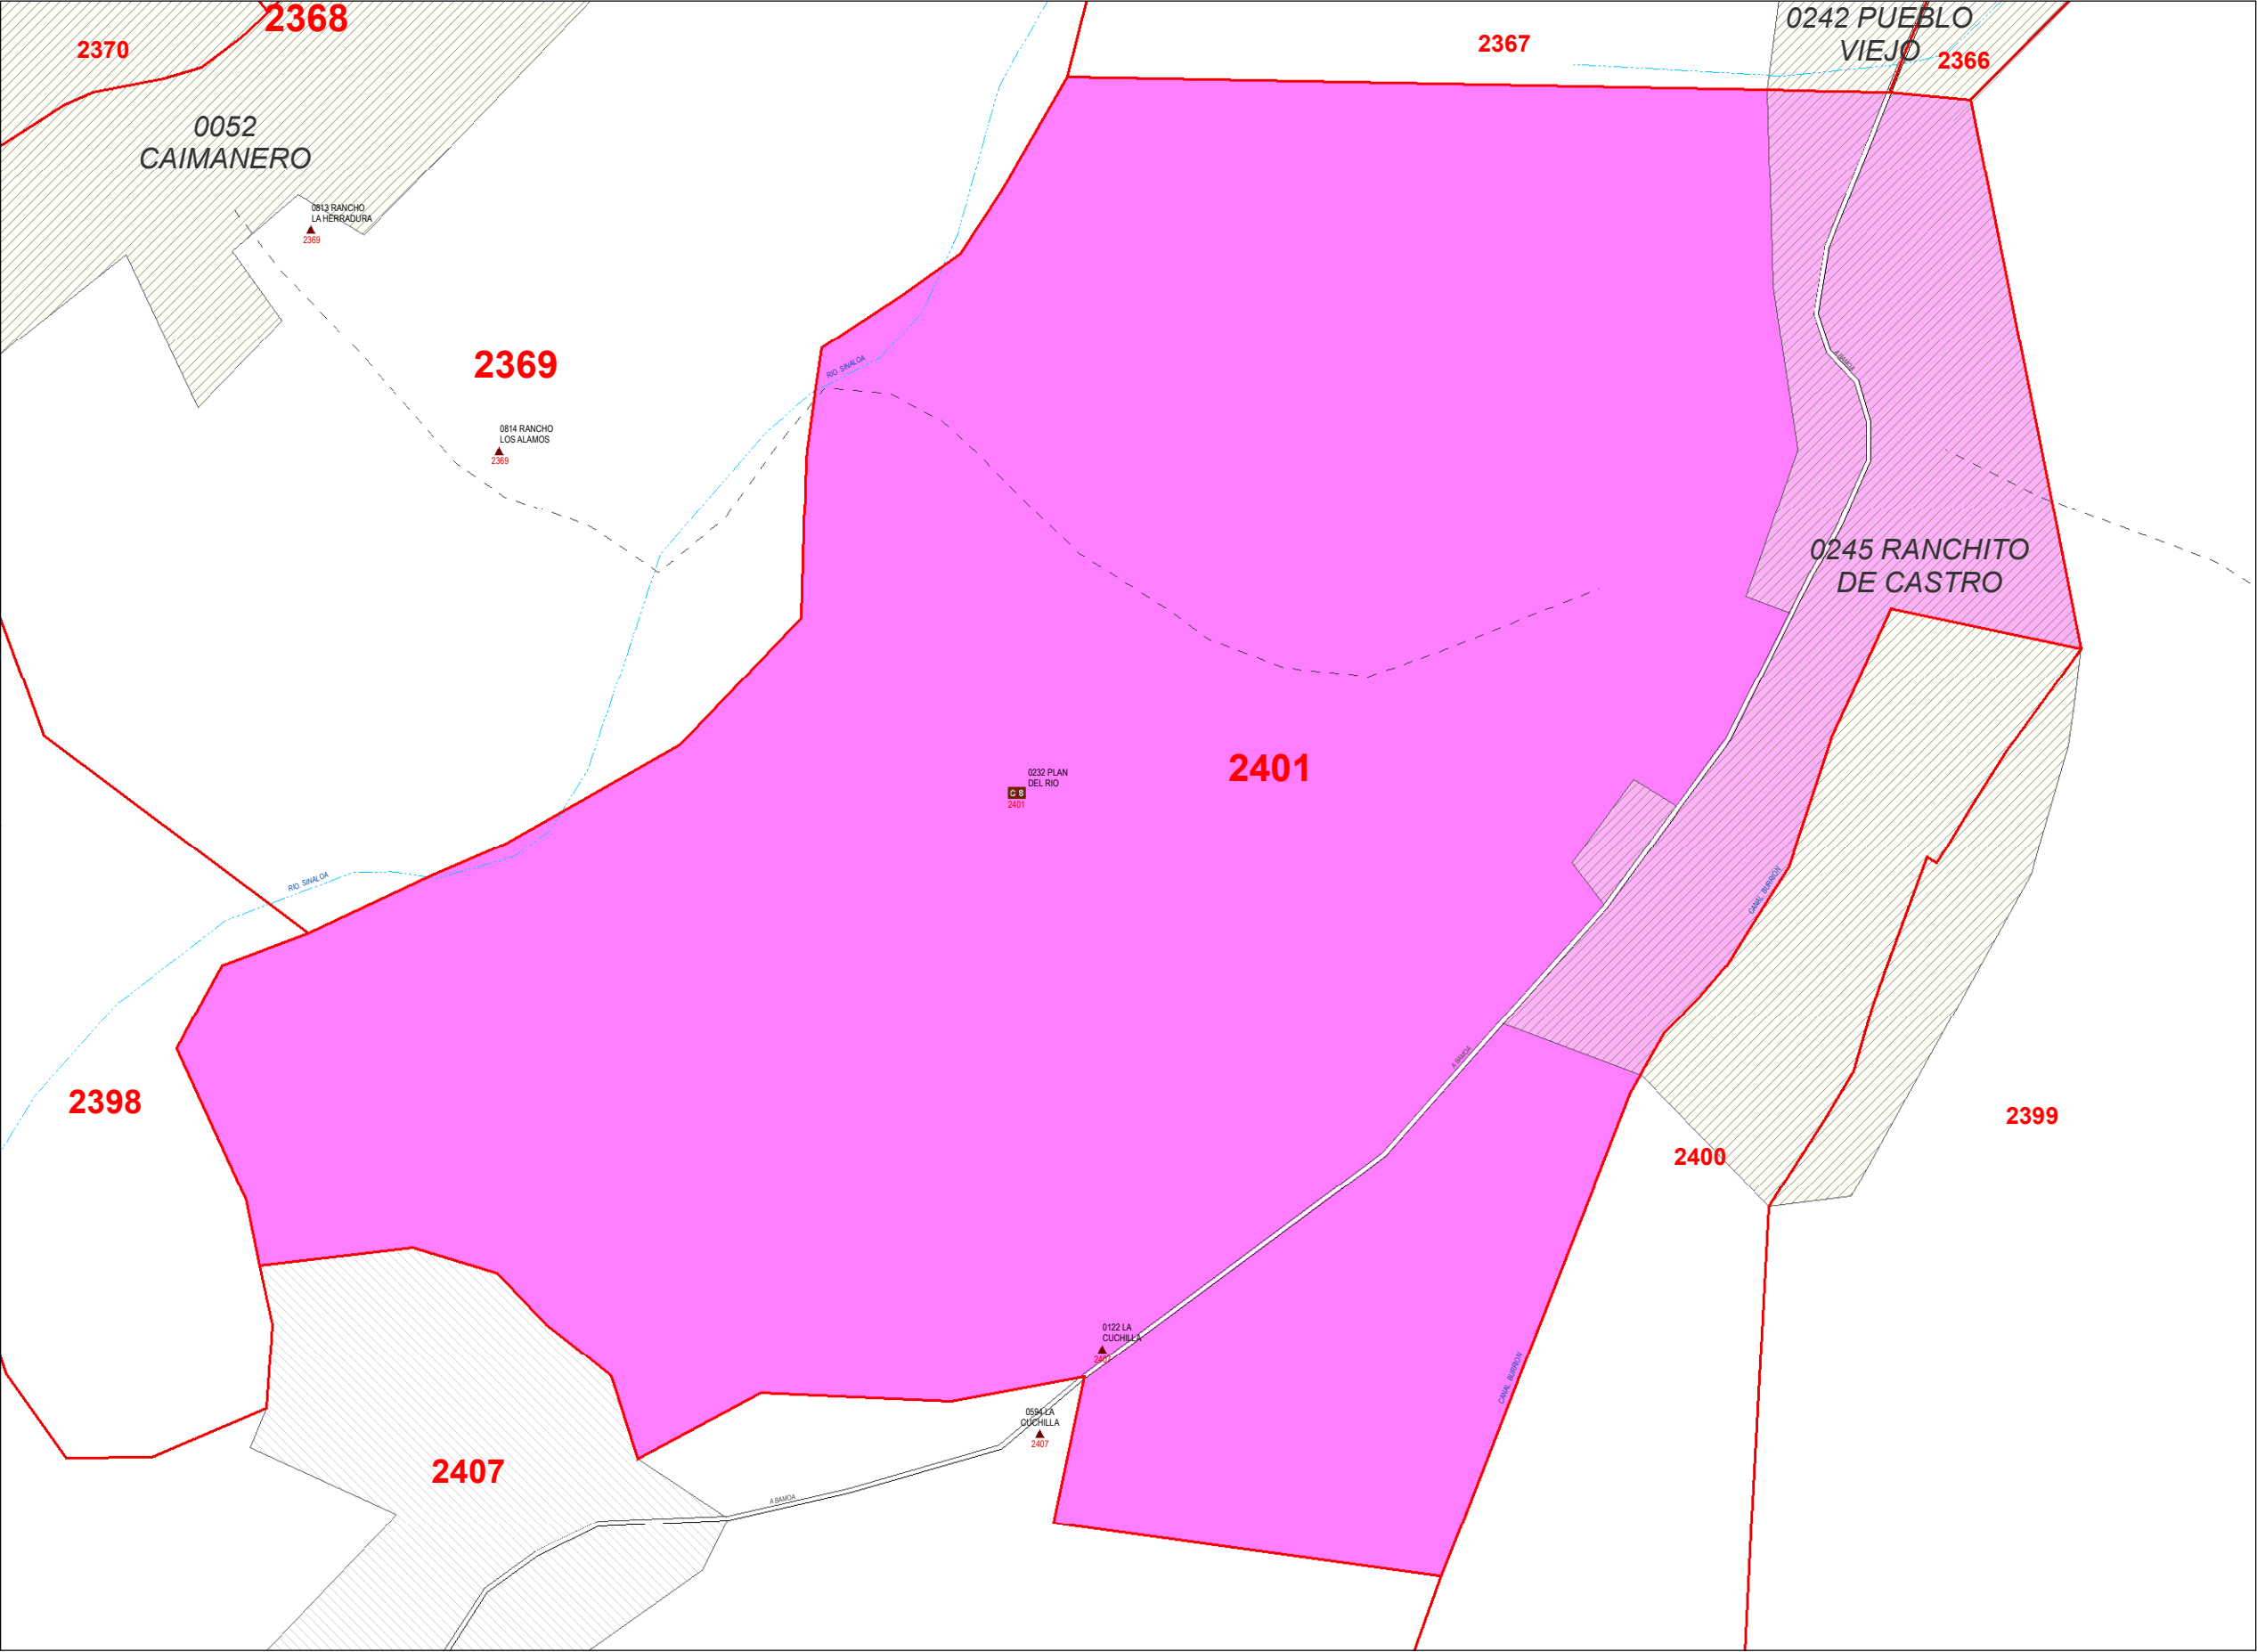 2368
0242 PUEBLO
VIEJO
2370
2367
2366
0052
CAIMANERO
0813 RANCHO
LA HERRADURA
2369
2369
RIO. SINALOA
A BAMOA
0814 RANCHO
LOS ALAMOS
2369
0245 RANCHITO
DE CASTRO
2401
0232 PLAN
DEL RIO
C S
2401
RIO. SINALOA
CANAL. BURRION
A BAMOA
2398
2399
2400
0122 LA
CUCHILLA
2407
CANAL. BURRION
0594 LA
CUCHILLA
2407
2407
A BAMOA